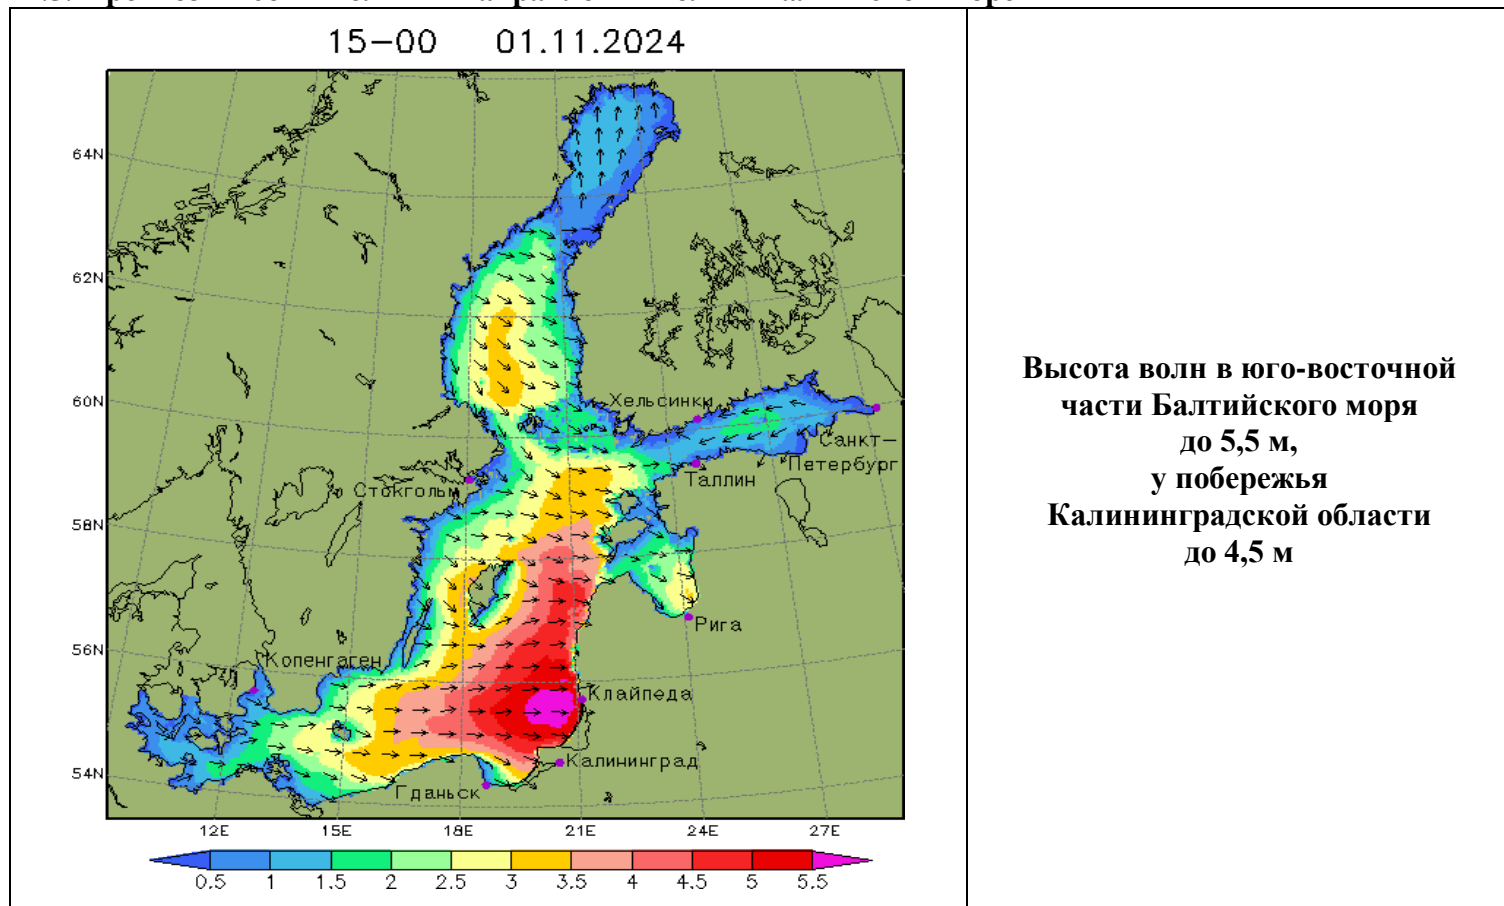 15-00 01.11.2024
64N
62N
60N
58N
56N
54N
Хельсинки
Санкт-
Петербург
Таллин
Стокгольм
Рига
Копенгаген
Клайпеда
Калининград
Гданьск
12E 15E 18E 21E 24E 27E
0.5 1 1.5 2 2.5 3 3.5 4 4.5 5 5.5
Высота волн в юго-восточной
части Балтийского моря
до 5,5 м,
у побережья
Калининградской области
до 4,5 м